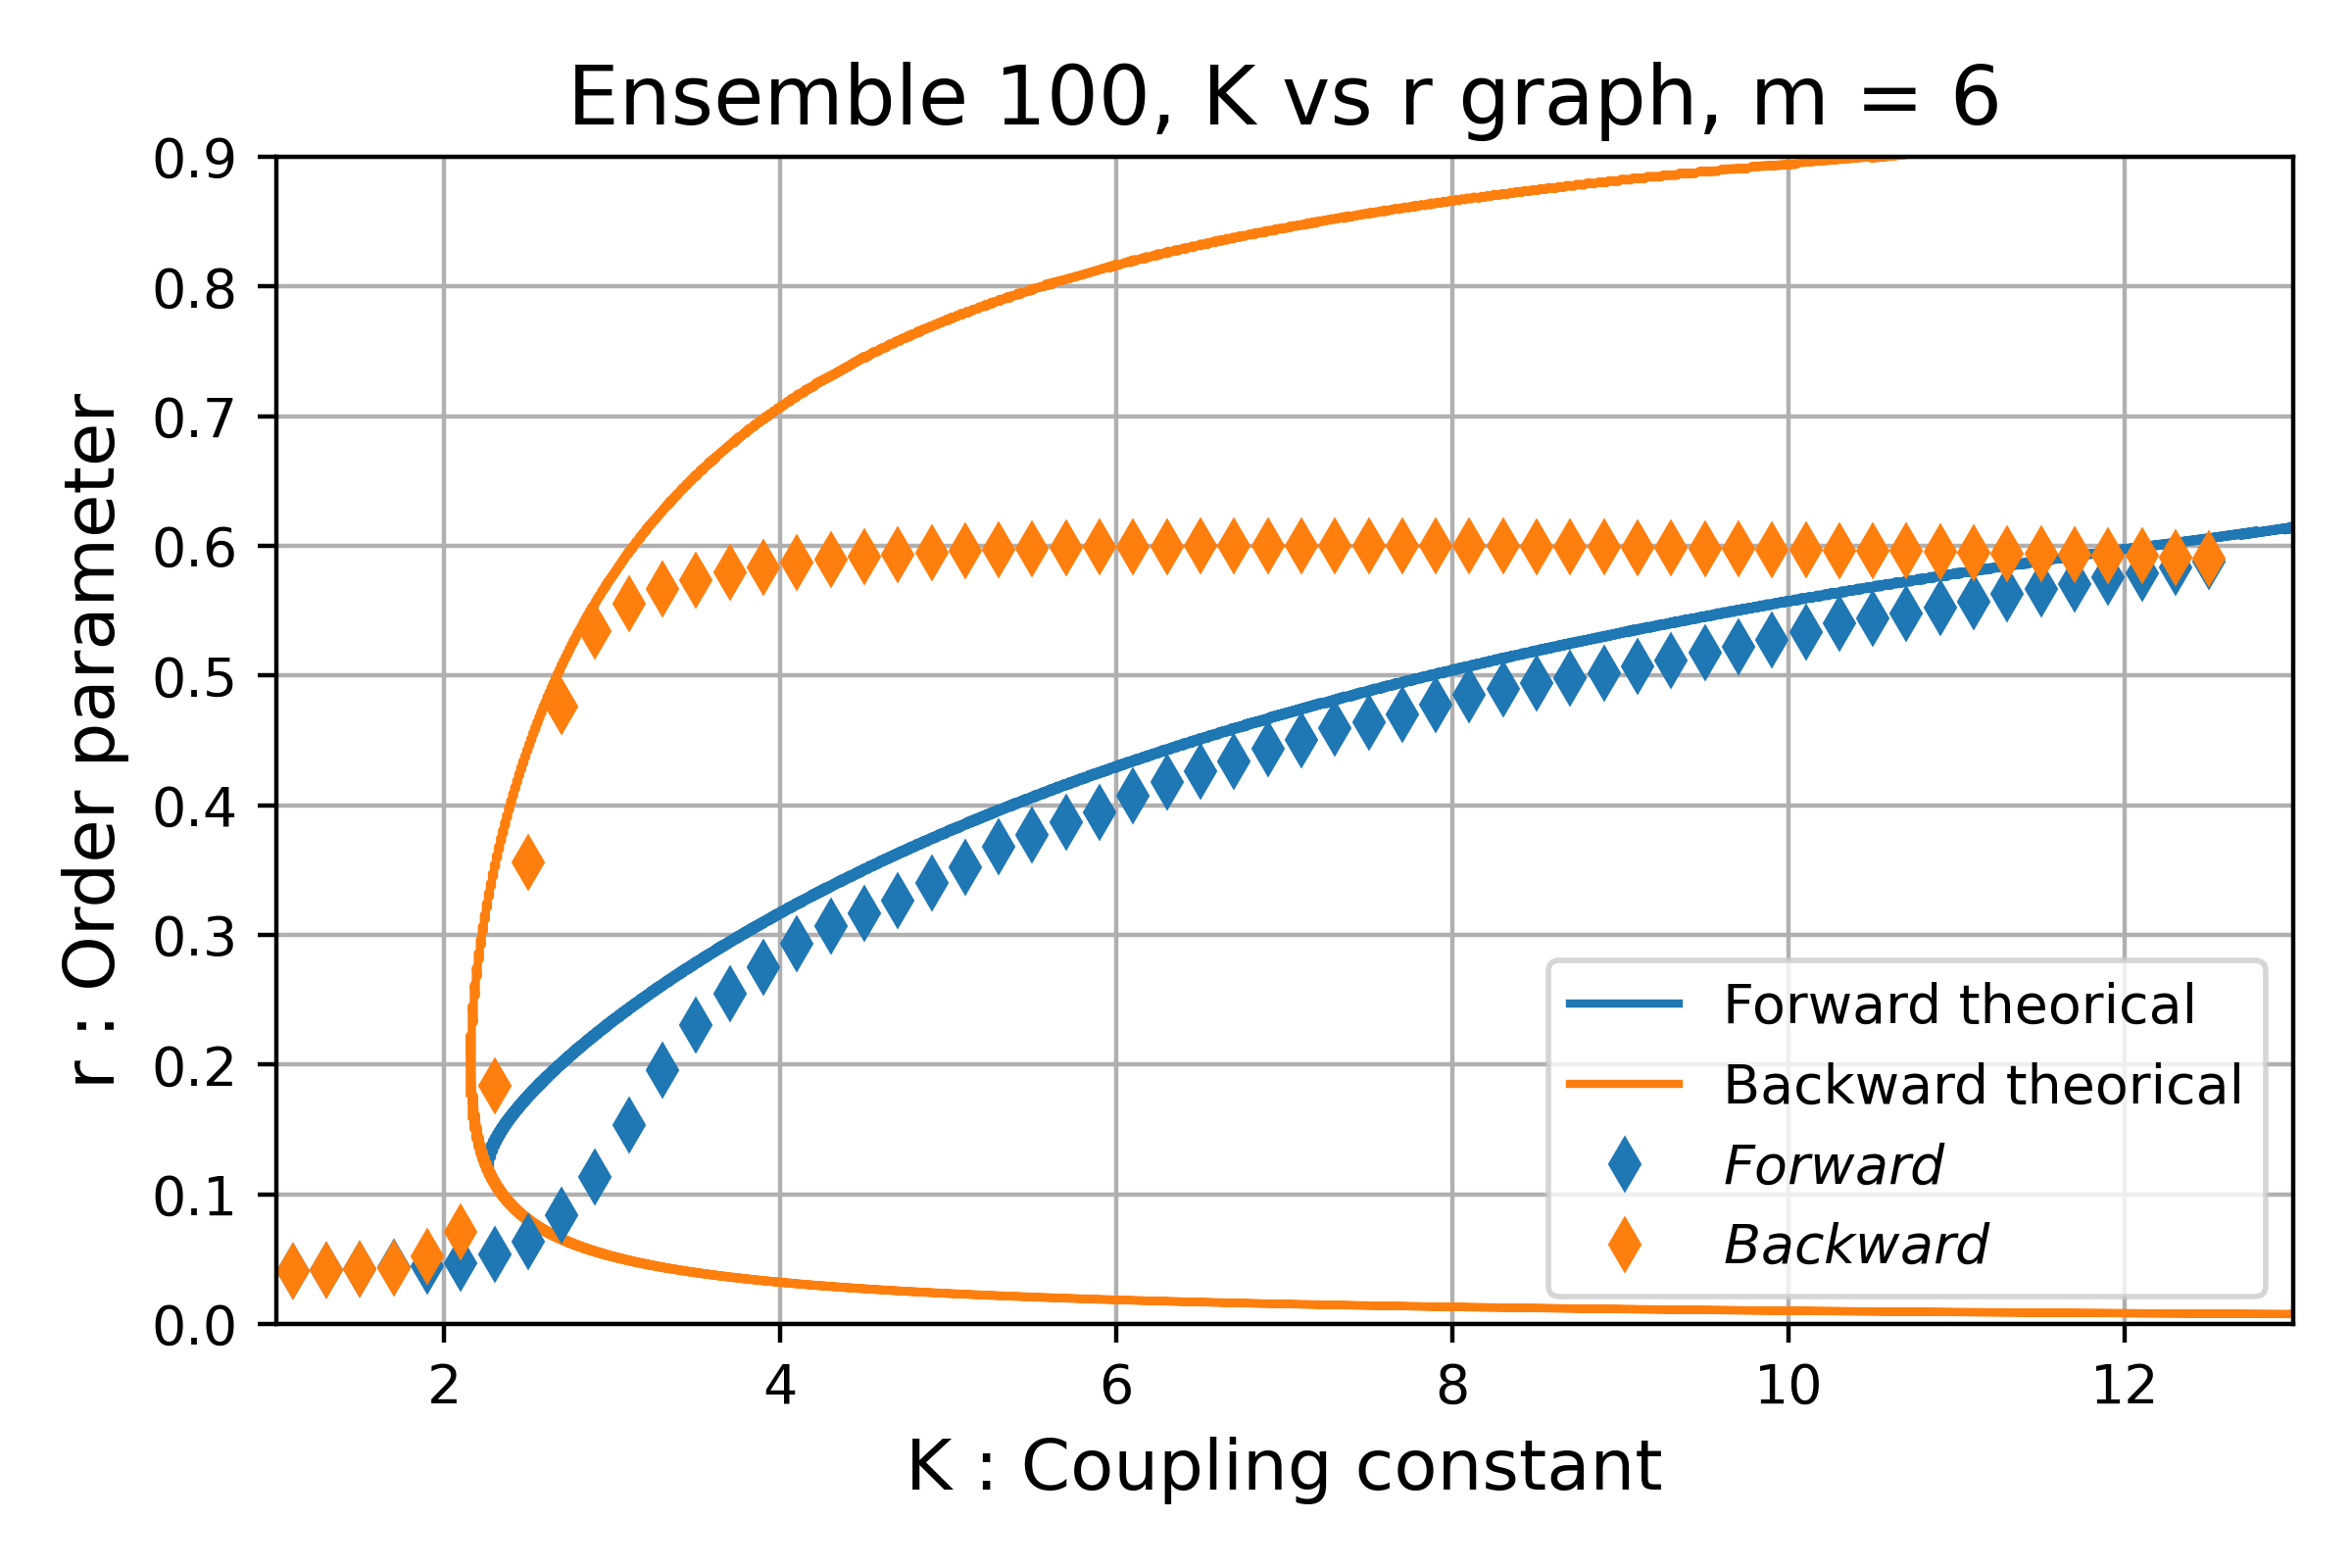 Ensemble 100, K vs r graph, m = 6
0.9
0.8
0.7
0.6
0.5
0.4
0.3
0.2
0.1
0.0
r : Order parameter
Forward theorical
Backward theorical
Forward
Backward
2 4 6 8 10 12
K : Coupling constant